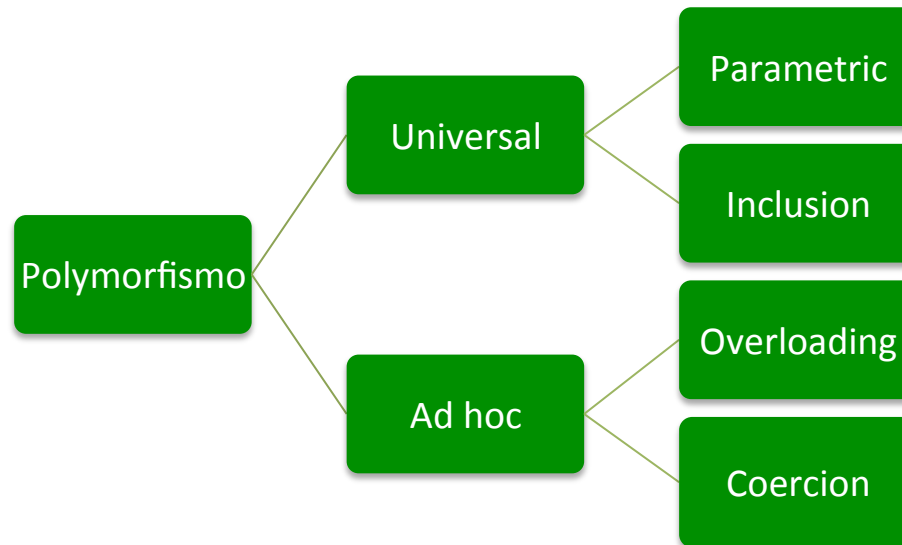 Polymorfismo
Universal
Parametric
Inclusion
Ad hoc
Overloading
Coercion